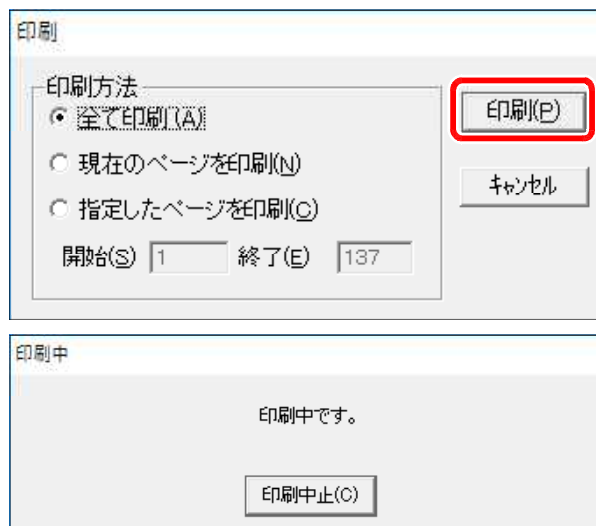 印刷
印刷方法
全て印刷(A)
印刷(P)
現在のページを印刷(N)
キャンセル
指定したページを印刷(C)
開始(S) 1 終了(E) 137
印刷中
印刷中です。
印刷中止(C)